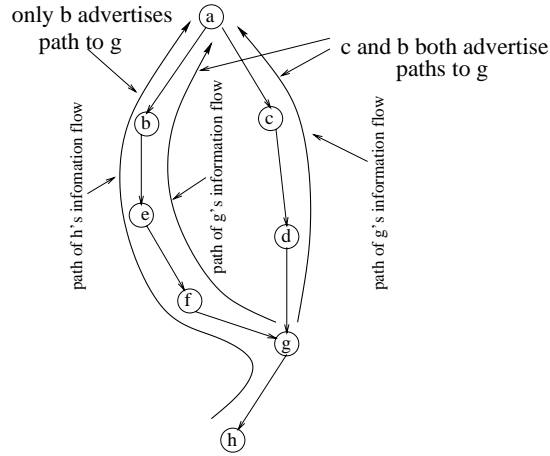 only b advertises
path to g
a
c and b both advertise
paths to g
b
c
path of h's infomation flow
path of g's information flow
path of g's information flow
e
d
f
g
h